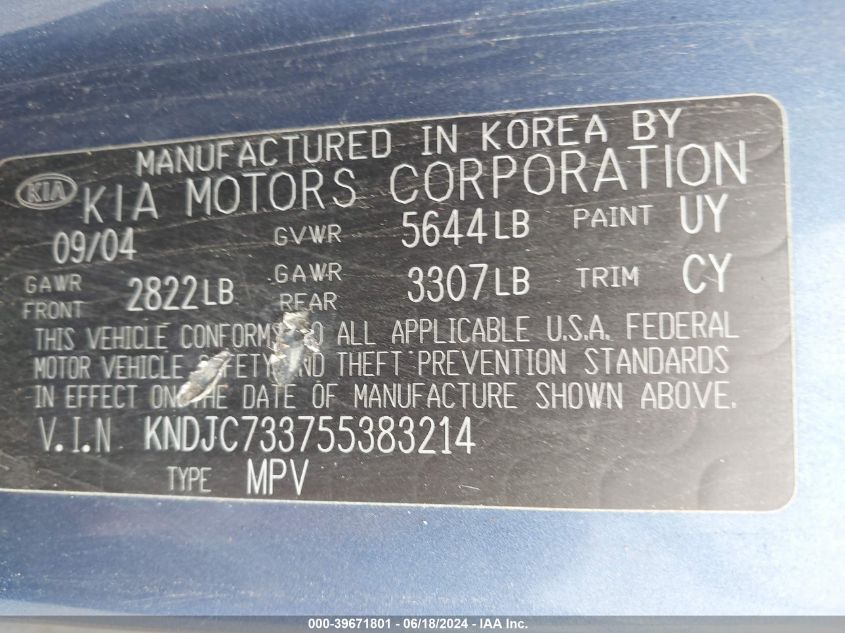 MANUFACTURED IN KOREA BY
KIA KIA MOTORS CORPORATION
09/04 GVWR 5644LB PAINT UY
GAWR FRONT 2822LB GAWR REAR 3307LB TRIM CY
THIS VEHICLE CONFORMS TO ALL APPLICABLE U.S.A. FEDERAL
MOTOR VEHICLE SAFETY AND THEFT PREVENTION STANDARDS
IN EFFECT ON THE DATE OF MANUFACTURE SHOWN ABOVE.
V.I.N KNDJC733755383214
TYPE MPV
000-39671801 / 06/18/2024 - IAA Inc.